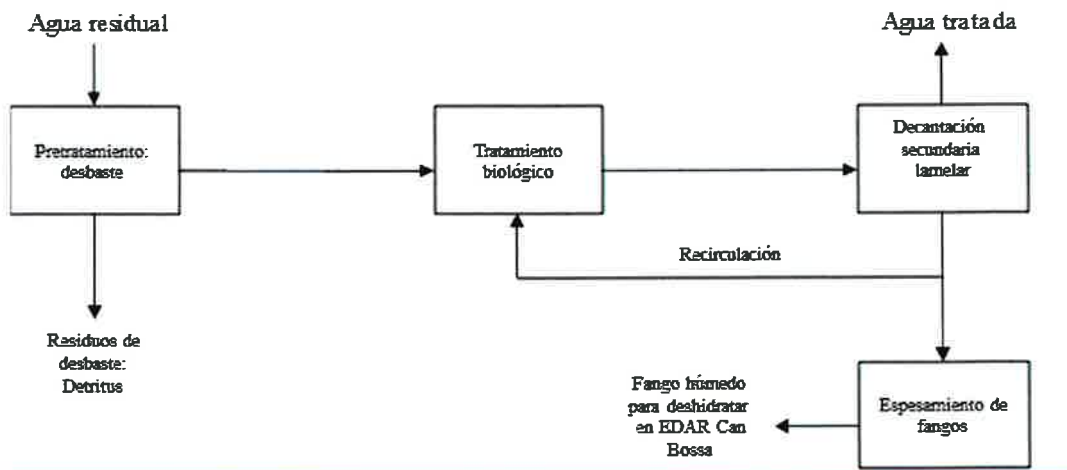 Agua residual
Agua tratada
Pretratamiento:
desbaste
Tratamiento
biológico
Decantación
secundaria
lamelar
Recirculación
Residuos de
desbaste:
Detritus
Fango húmedo
para deshidratar
en EDAR Can
Bossa
Espesamiento de
fangos